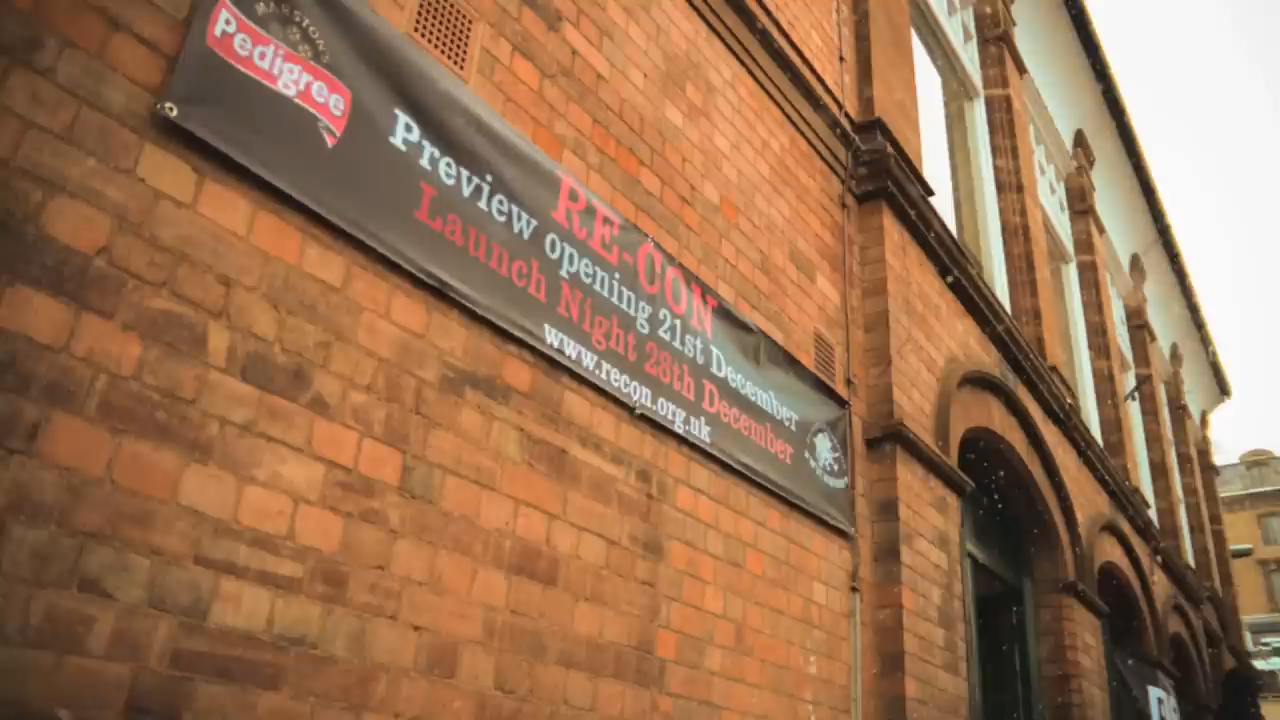 MARSTON'S
Pedigree
RE-CON
Preview opening 21st December
Launch Night 28th December
www.recon.org.uk